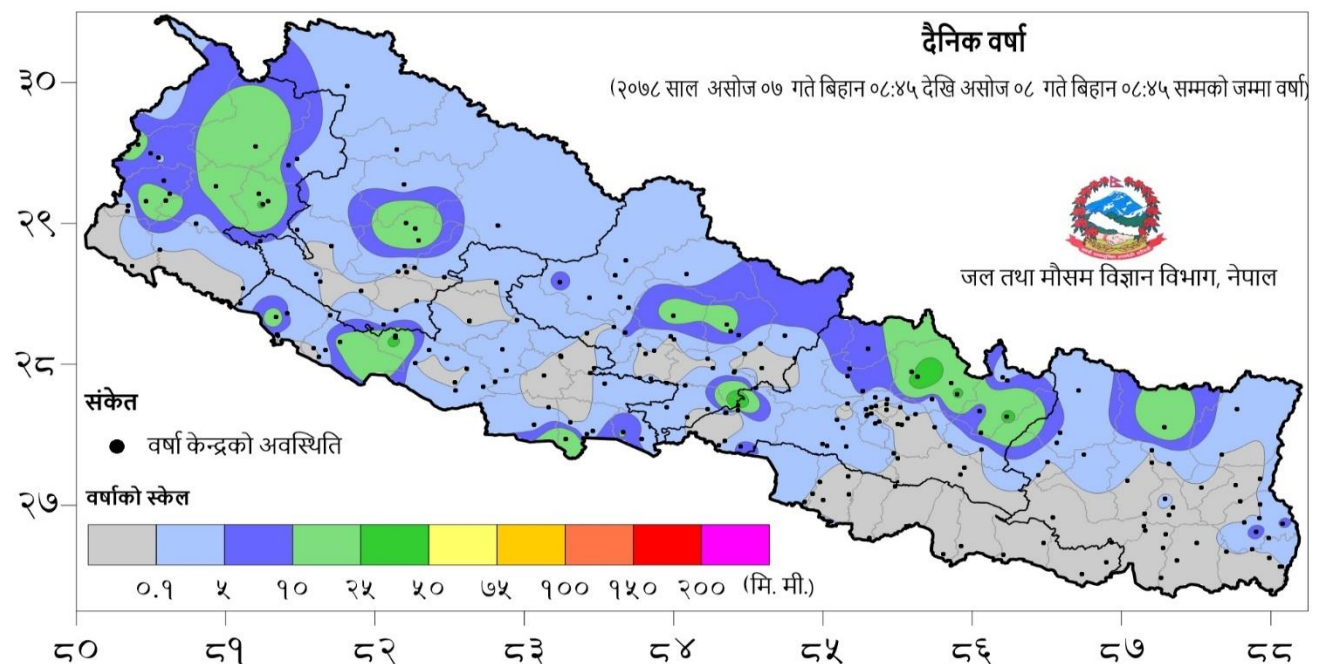 दैनिक वर्षा
(२०७८ साल असोज ०७ गते बिहान ०८:४५ देखि असोज ०८ गते बिहान ०८:४५ सम्मको जम्मा वर्षा)
जल तथा मौसम विज्ञान विभाग, नेपाल
३०
२९
२८
२७
संकेत
वर्षा केन्द्रको अवस्थिति
वर्षाको स्केल
०.१ ५ १० २५ ५० ७५ १०० १५० २०० (मि. मी.)
८० ८१ ८२ ८३ ८४ ८५ ८६ ८७ ८८